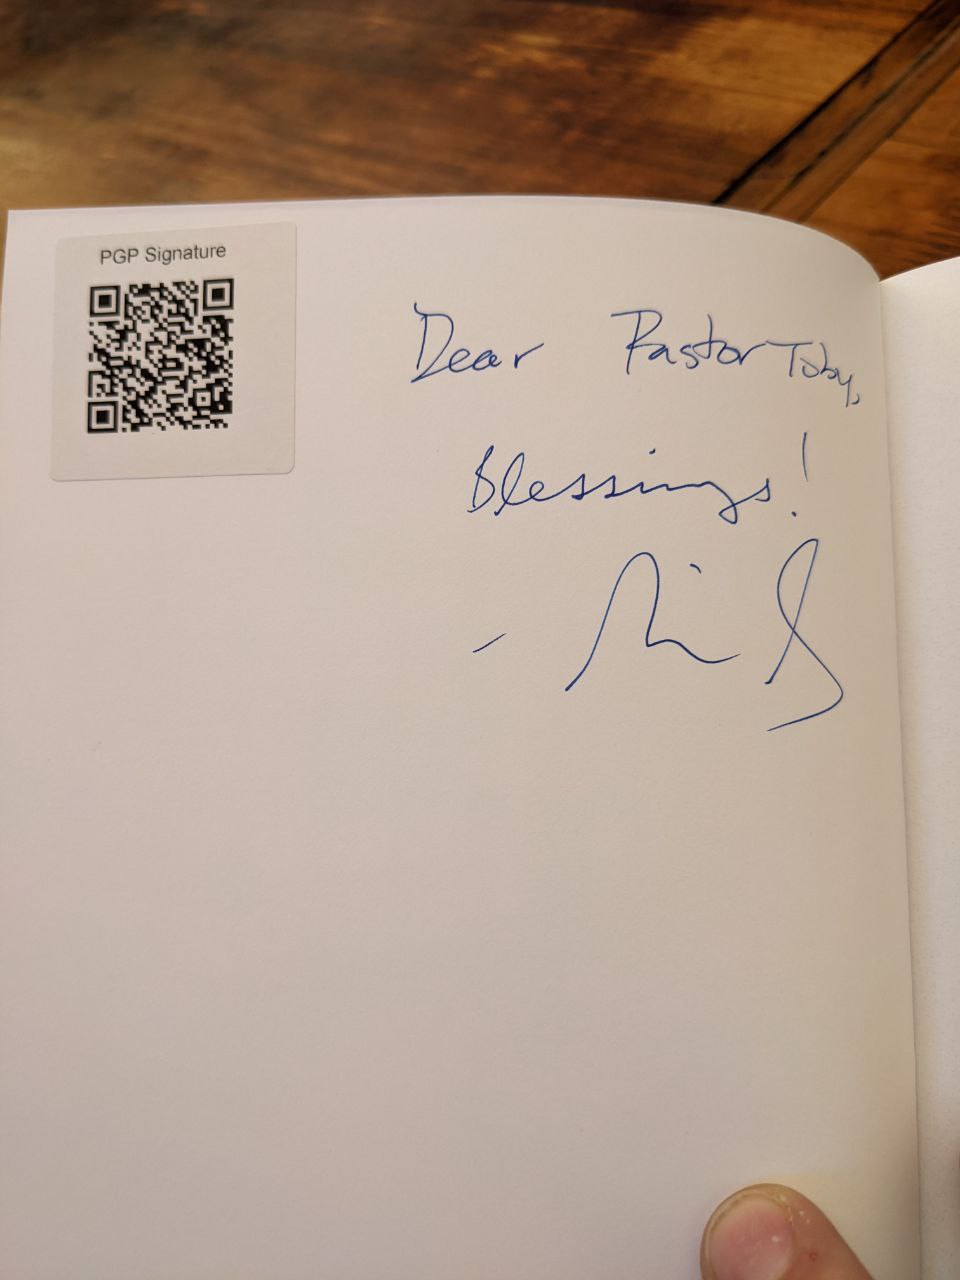 PGP Signature
Dear Pastor Toby,
Blessings!
-